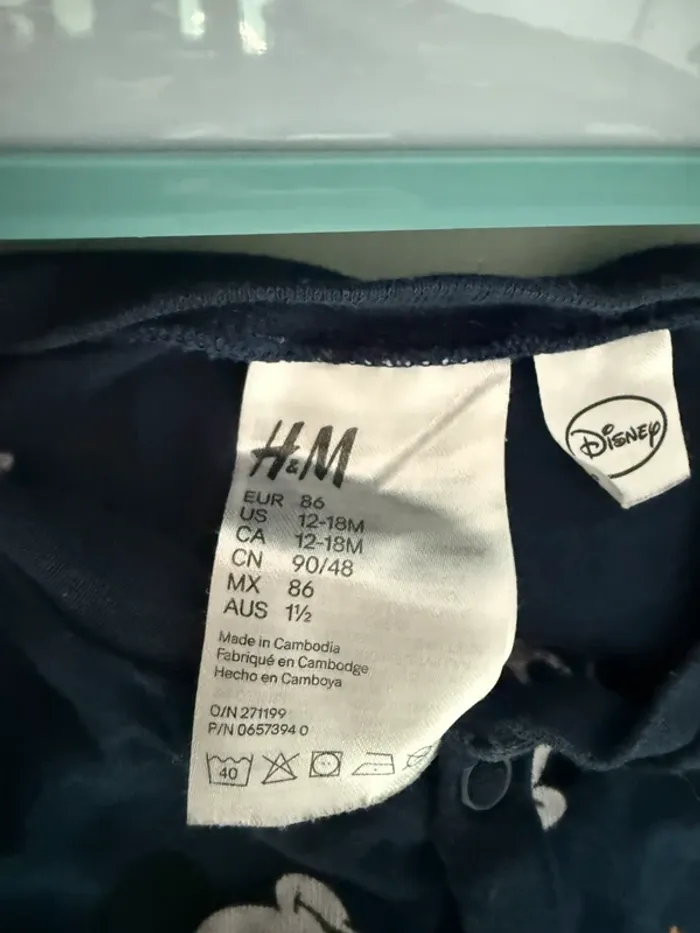 H&M
EUR 86
US 12-18M
CA 12-18M
CN 90/48
MX 86
AUS 1½
Made in Cambodia
Fabriqué en Cambodge
Hecho en Camboya
O/N 271199
P/N 0657394 0
40
Disney